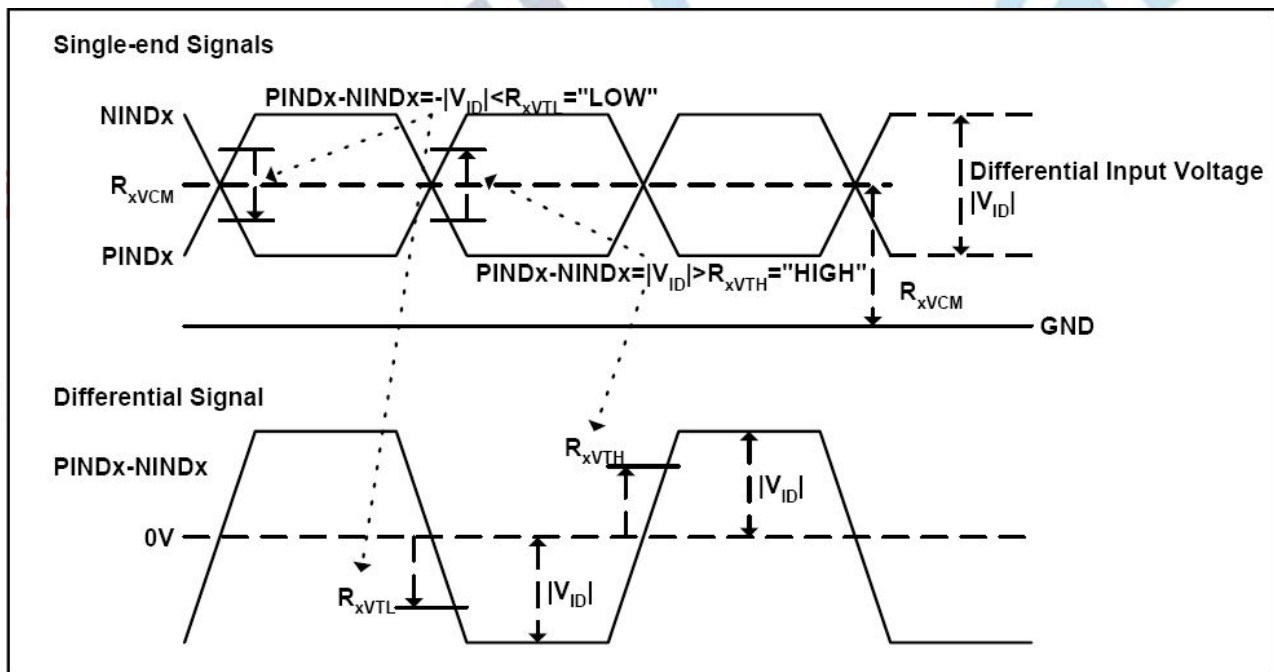 Single-end Signals
PINDx-NINDx=-|VID|<RxVTL="LOW"
NINDx
RxVCM
Differential Input Voltage
|VID|
PINDx
PINDx-NINDx=|VID|>RxVTH="HIGH"
RxVCM
GND
Differential Signal
RxVTH
PINDx-NINDx
|VID|
0V
|VID|
RxVTL